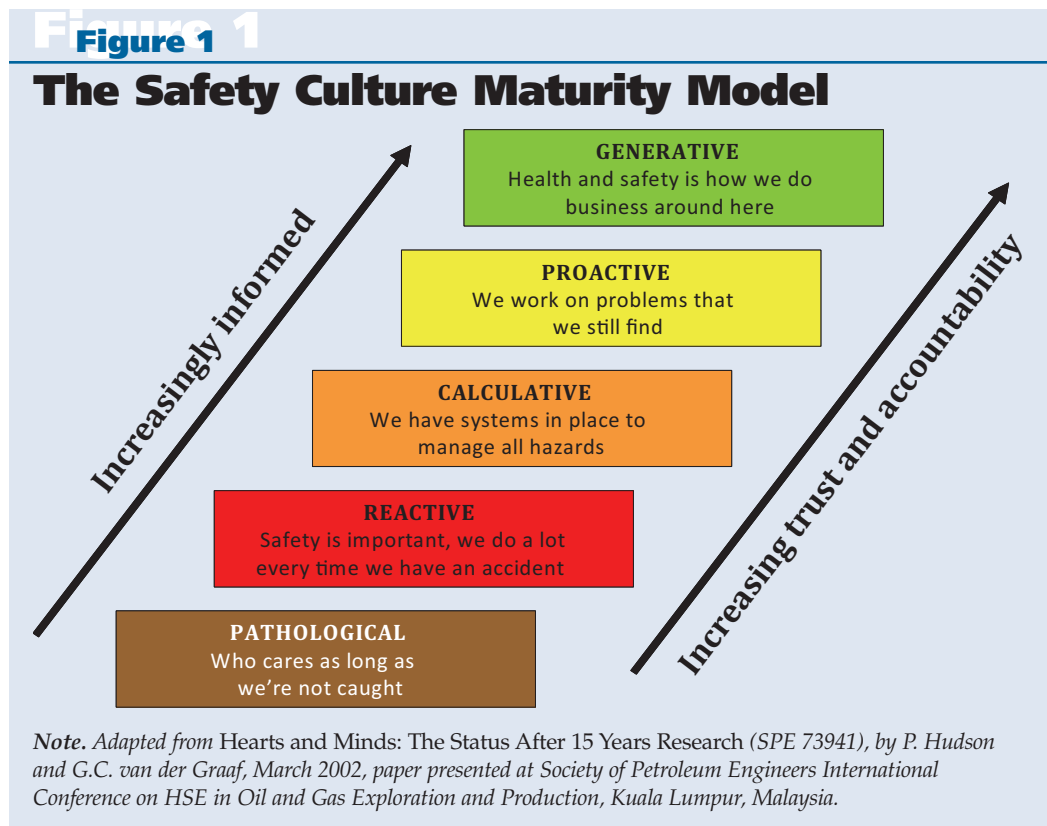 Figure 1
Figure 1
The Safety Culture Maturity Model
GENERATIVE
Health and safety is how we do
business around here
Increasingly informed
PROACTIVE
We work on problems that
we still find
Increasing trust and accountability
CALCULATIVE
We have systems in place to
manage all hazards
REACTIVE
Safety is important, we do a lot
every time we have an accident
PATHOLOGICAL
Who cares as long as
we're not caught
Note. Adapted from Hearts and Minds: The Status After 15 Years Research (SPE 73941), by P. Hudson
and G.C. van der Graaf, March 2002, paper presented at Society of Petroleum Engineers International
Conference on HSE in Oil and Gas Exploration and Production, Kuala Lumpur, Malaysia.